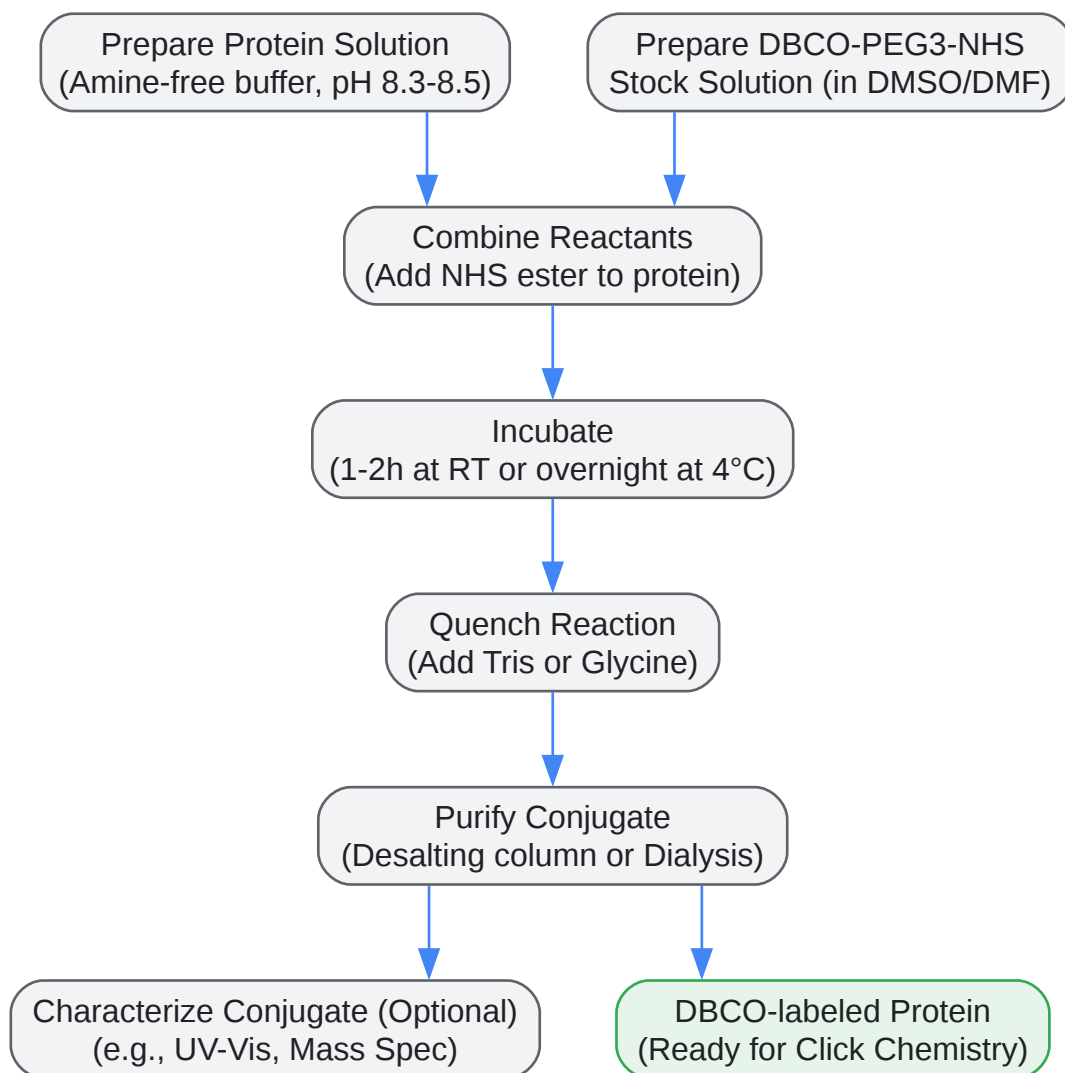 Prepare Protein Solution
(Amine-free buffer, pH 8.3-8.5)
Prepare DBCO-PEG3-NHS
Stock Solution (in DMSO/DMF)
Combine Reactants
(Add NHS ester to protein)
Incubate
(1-2h at RT or overnight at 4°C)
Quench Reaction
(Add Tris or Glycine)
Purify Conjugate
(Desalting column or Dialysis)
Characterize Conjugate (Optional)
(e.g., UV-Vis, Mass Spec)
DBCO-labeled Protein
(Ready for Click Chemistry)